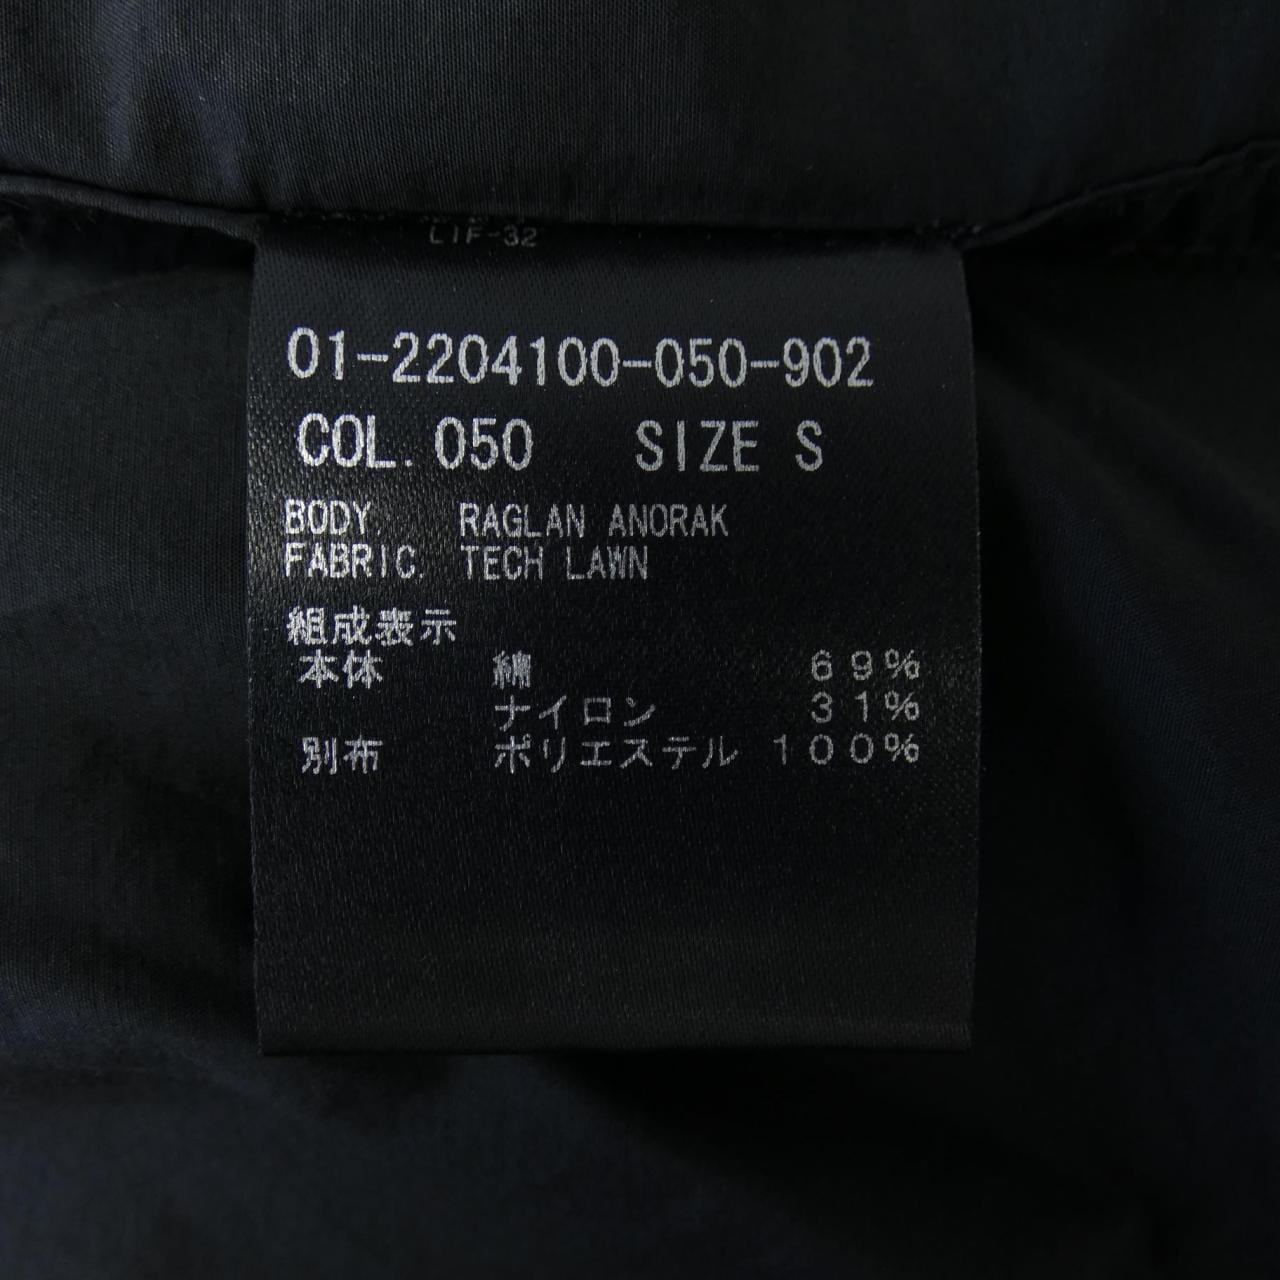 LIF-32
01-2204100-050-902
COL. 050 SIZE S
BODY RAGLAN ANORAK
FABRIC. TECH LAWN
組成表示
本体 綿 69%
ナイロン 31%
別布 ポリエステル 100%